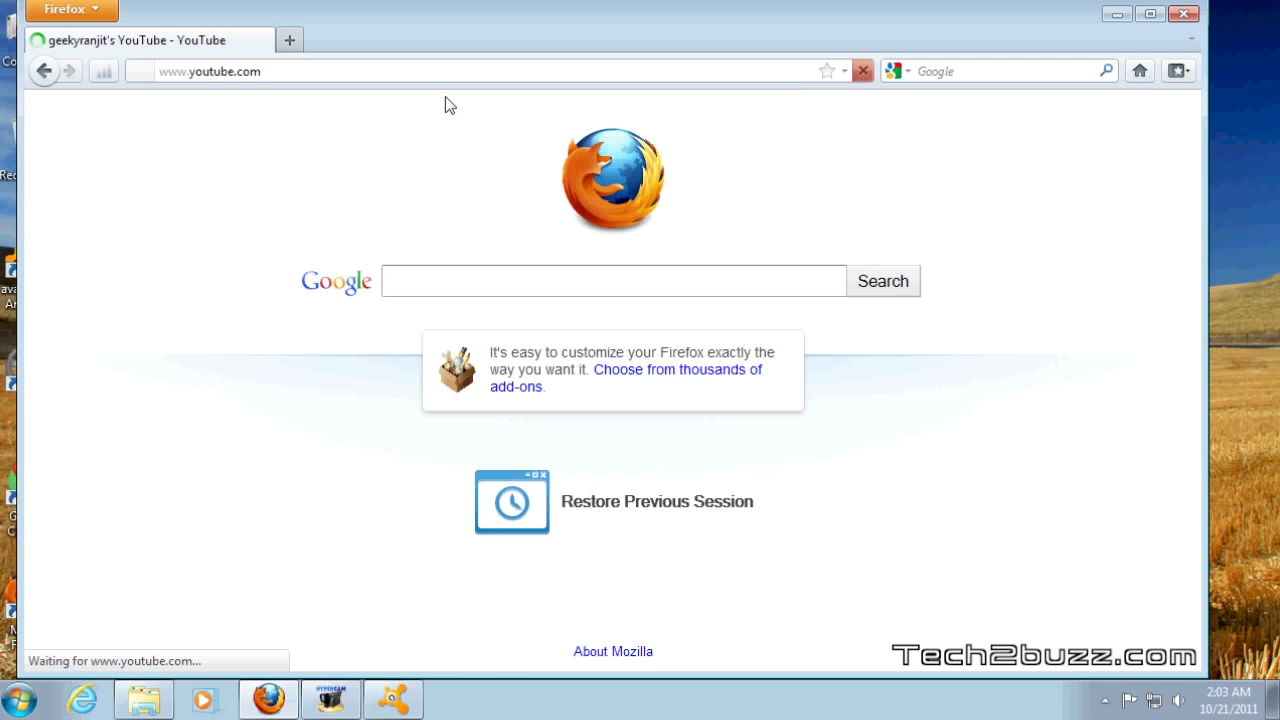 Firefox
geekyranjit's YouTube - YouTube
www.youtube.com
Google
Google
Search
It's easy to customize your Firefox exactly the
way you want it. Choose from thousands of
add-ons.
Restore Previous Session
About Mozilla
Tech2buzz.com
Waiting for www.youtube.com...
HYPERCAM
2:03 AM
10/21/2011